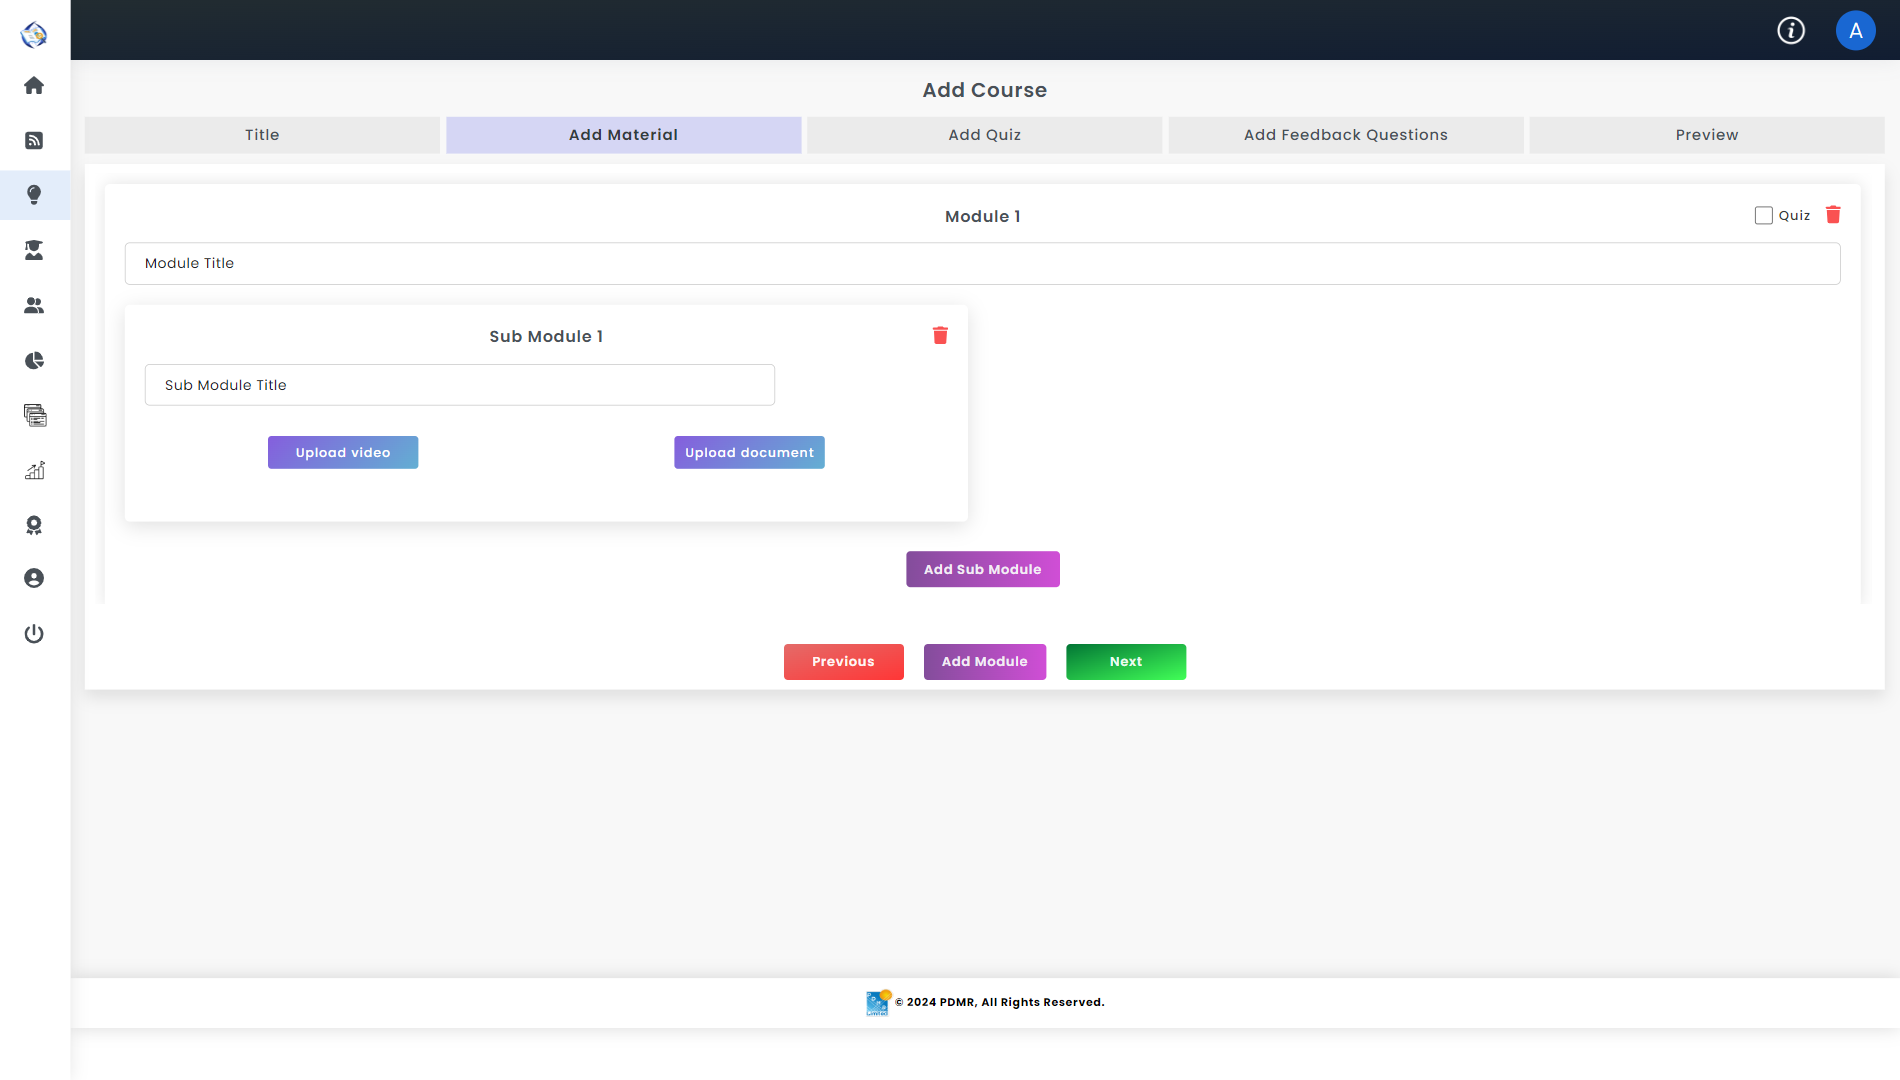 A
Add Course
Title
Add Material
Add Quiz
Add Feedback Questions
Preview
Module 1
Quiz
Module Title
Sub Module 1
Sub Module Title
Upload video
Upload document
Add Sub Module
Previous
Add Module
Next
© 2024 PDMR, All Rights Reserved.